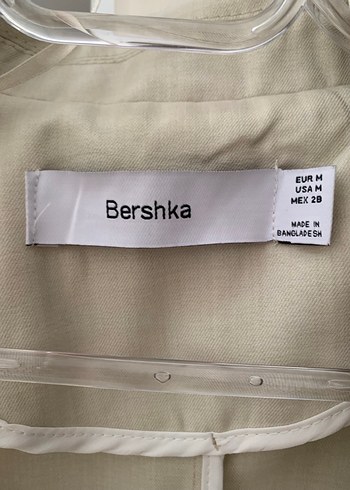 Bershka
EUR M
USA M
MEX 28
MADE IN
BANGLADESH